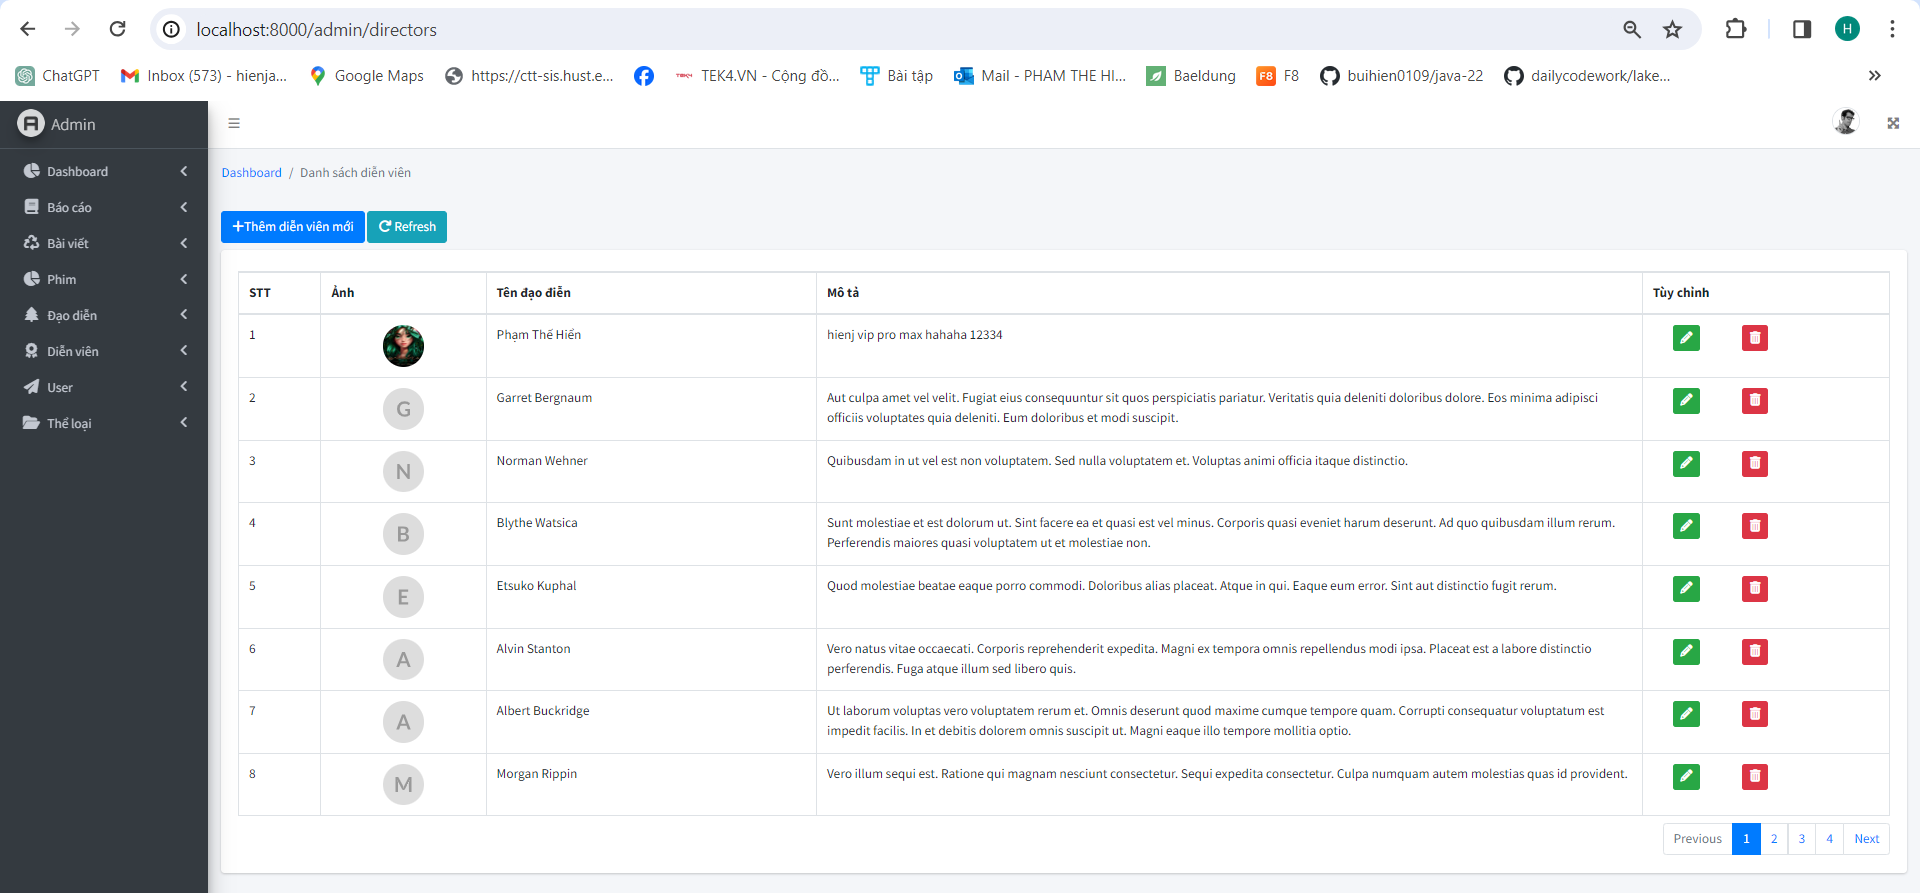 localhost:8000/admin/directors
H
ChatGPT
Inbox (573) - hienja...
Google Maps
https://ctt-sis.hust.e...
TEK4.VN - Cộng đồ...
Bài tập
Mail - PHAM THE HI...
Baeldung
F8 F8
buihien0109/java-22
dailycodework/lake...
Admin
Dashboard
Báo cáo
Bài viết
Phim
Đạo diễn
Diễn viên
User
Thể loại
Dashboard / Danh sách diễn viên
Thêm diễn viên mới
Refresh
STT Ảnh Tên đạo diễn Mô tả Tùy chỉnh
1 Phạm Thế Hiển hienj vip pro max hahaha 12334
2 G Garret Bergnaum Aut culpa amet vel velit. Fugiat eius consequuntur sit quos perspiciatis pariatur. Veritatis quia deleniti doloribus dolore. Eos minima adipisci
officiis voluptates quia deleniti. Eum doloribus et modi suscipit.
3 N Norman Wehner Quibusdam in ut vel est non voluptatem. Sed nulla voluptatem et. Voluptas animi officia itaque distinctio.
4 B Blythe Watsica Sunt molestiae et est dolorum ut. Sint facere ea et quasi est vel minus. Corporis quasi eveniet harum deserunt. Ad quo quibusdam illum rerum.
Perferendis maiores quasi voluptatem ut et molestiae non.
5 E Etsuko Kuphal Quod molestiae beatae eaque porro commodi. Doloribus alias placeat. Atque in qui. Eaque eum error. Sint aut distinctio fugit rerum.
6 A Alvin Stanton Vero natus vitae occaecati. Corporis reprehenderit expedita. Magni ex tempora omnis repellendus modi ipsa. Placeat est a labore distinctio
perferendis. Fuga atque illum sed libero quis.
7 A Albert Buckridge Ut laborum voluptas vero voluptatem rerum et. Omnis deserunt quod maxime cumque tempore quam. Corrupti consequatur voluptatum est
impedit facilis. In et debitis dolorem omnis suscipit ut. Magni eaque illo tempore mollitia optio.
8 M Morgan Rippin Vero illum sequi est. Ratione qui magnam nesciunt consectetur. Sequi expedita consectetur. Culpa numquam autem molestias quas id provident.
Previous 1 2 3 4 Next